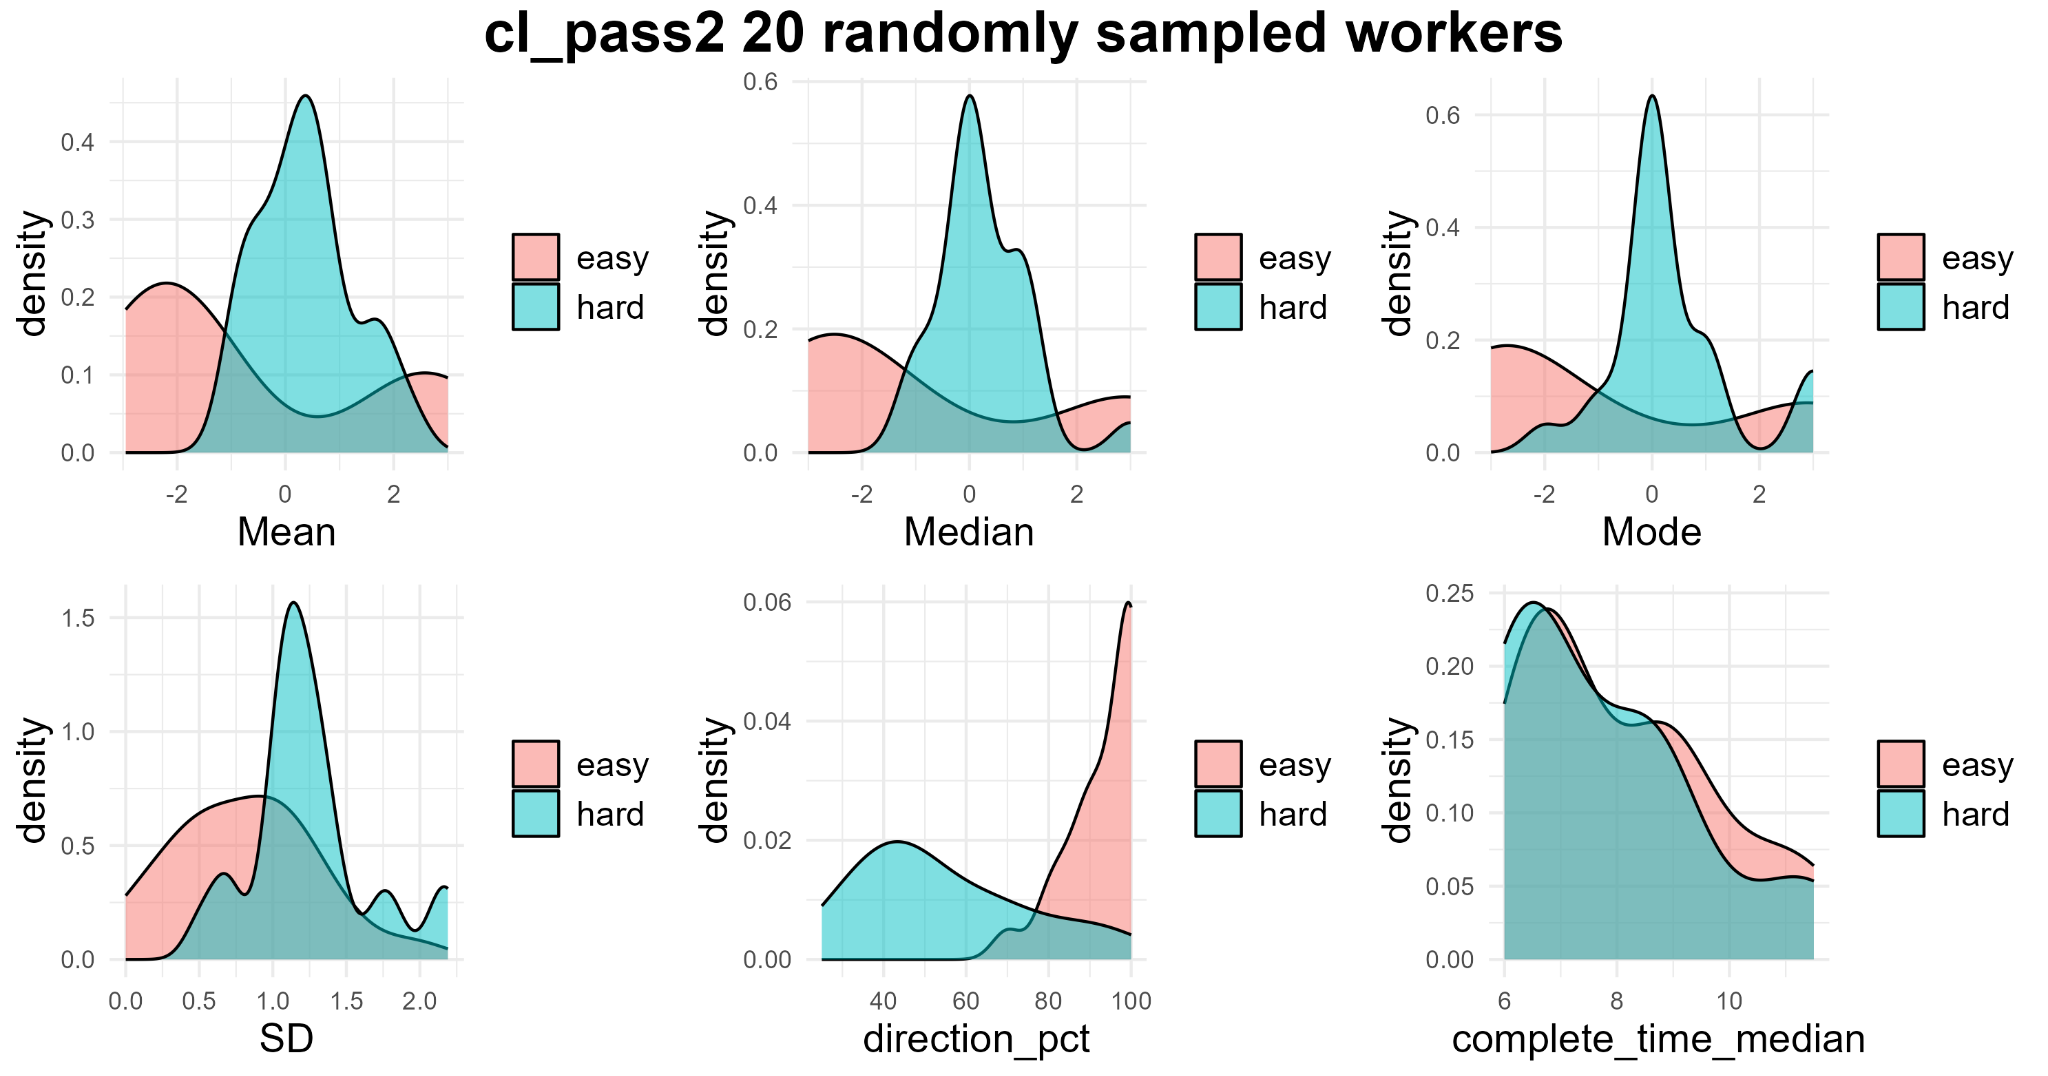 cl_pass2 20 randomly sampled workers
density
0.4
0.3
0.2
0.1
0.0
-2 0 2
Mean
easy
hard
density
0.6
0.4
0.2
0.0
-2 0 2
Median
easy
hard
density
0.6
0.4
0.2
0.0
-2 0 2
Mode
easy
hard
density
1.5
1.0
0.5
0.0
0.0 0.5 1.0 1.5 2.0
SD
easy
hard
density
0.06
0.04
0.02
0.00
40 60 80 100
direction_pct
easy
hard
density
0.25
0.20
0.15
0.10
0.05
0.00
6 8 10
complete_time_median
easy
hard